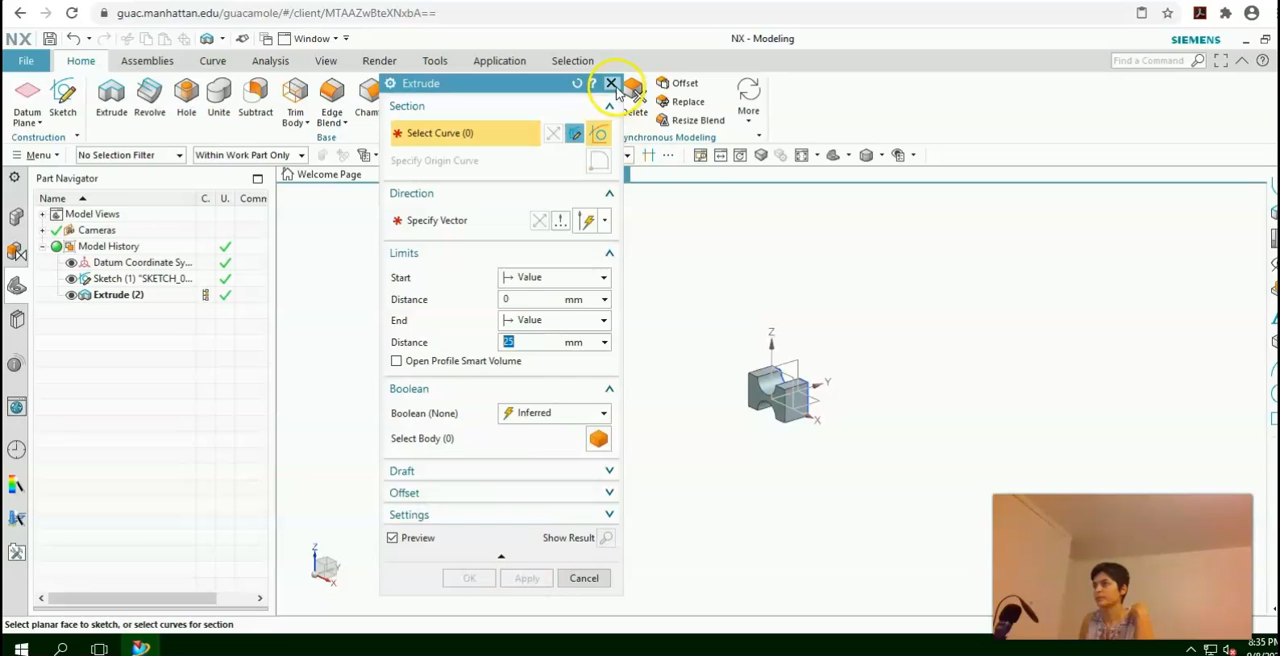 guac.manhattan.edu/guacamole/#/client/MTAAZwBteXNxbA==
NX
Window
NX - Modeling
SIEMENS
File
Home
Assemblies
Curve
Analysis
View
Render
Tools
Application
Selection
Find a Command
Datum
Plane
Sketch
Construction
Extrude
Revolve
Hole
Unite
Subtract
Trim
Body
Edge
Blend
Base
Offset
Replace
Resize Blend
More
ynchronous Modeling
Menu
No Selection Filter
Within Work Part Only
Part Navigator
Welcome Page
Name
C.
U.
Comn
Model Views
Cameras
Model History
Datum Coordinate Sy...
Sketch (1) "SKETCH_0...
Extrude (2)
Extrude
Section
* Select Curve (0)
Specify Origin Curve
Direction
* Specify Vector
Limits
Start
Value
Distance
0
mm
End
Value
Distance
25
mm
Open Profile Smart Volume
Boolean
Boolean (None)
Inferred
Select Body (0)
Draft
Offset
Settings
Preview
Show Result
OK
Apply
Cancel
Z
Y
X
Z
X
Select planar face to sketch, or select curves for section
8:35 PM